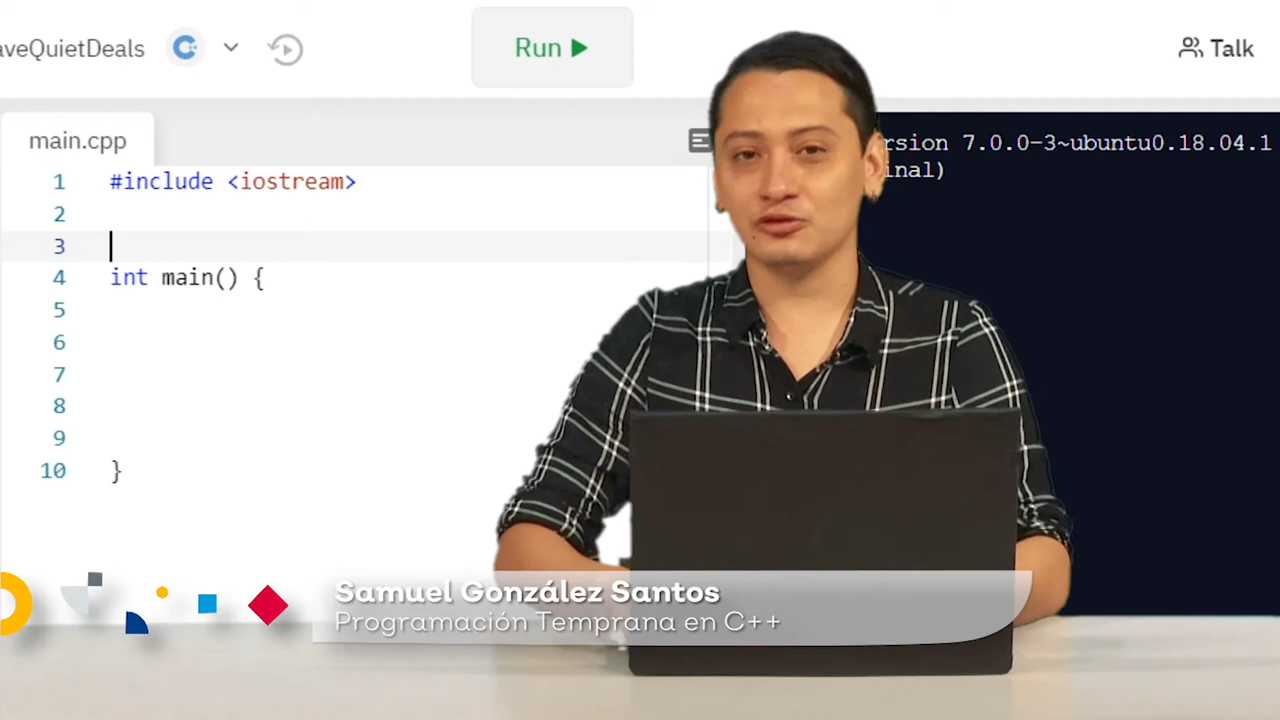 aveQuietDeals
Run
Talk
main.cpp
rsion 7.0.0-3~ubuntu0.18.04.1
inal)
1 #include <iostream>
2
3
4 int main() {
5
6
7
8
9
10 }
Samuel González Santos
Programación Temprana en C++